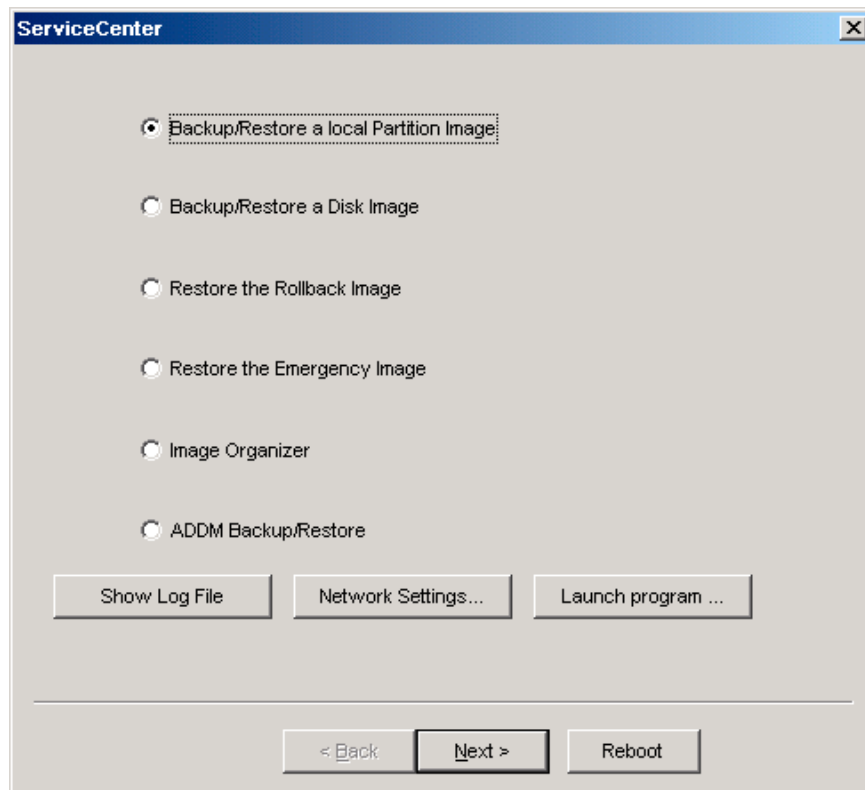 ServiceCenter
Backup/Restore a local Partition Image
Backup/Restore a Disk Image
Restore the Rollback Image
Restore the Emergency Image
Image Organizer
ADDM Backup/Restore
Show Log File Network Settings... Launch program ...
< Back Next > Reboot